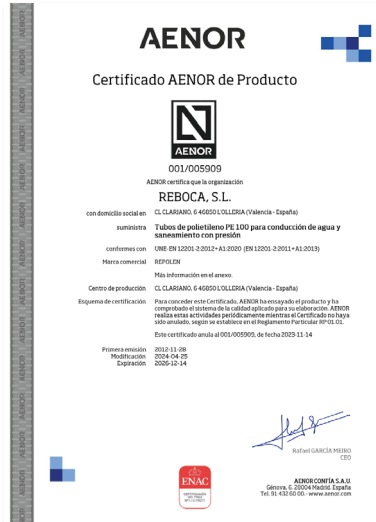 AENOR
Certificado AENOR de Producto
AENOR
001/005909
AENOR certifica que la organización
REBOCA, S.L.
con domicilio social en CL CLARIANO, 6 46850 L'OLLERIA (Valencia - España)
suministra Tubos de polietileno PE 100 para conducción de agua y
saneamiento con presión
conformes con UNE-EN 12201-2:2012+A1:2020 (EN 12201-2:2011+A1:2013)
Marca comercial REPOLEN
Más información en el anexo.
Centro de producción CL CLARIANO, 6 46850 L'OLLERIA (Valencia - España)
Esquema de certificación Para conceder este Certificado, AENOR ha ensayado el producto y ha
comprobado el sistema de la calidad aplicado para su elaboración. AENOR
realiza estas actividades periódicamente mientras el Certificado no haya
sido anulado, según se establece en el Reglamento Particular RP 01.01.
Este certificado anula al 001/005909, de fecha 2023-11-14
Primera emisión 2012-11-28
Modificación 2024-04-25
Expiración 2026-12-14
Rafael GARCÍA MEIRO
CEO
ENAC
AENOR CONFÍA S.A.U.
Génova, 6. 28004 Madrid. España
Tel. 91 432 60 00.- www.aenor.com